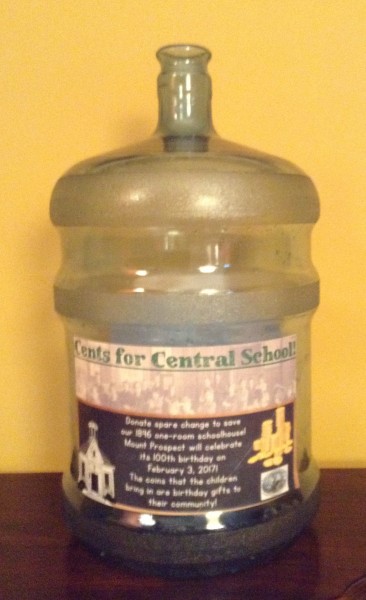 Cents for Central School!
Donate spare change to save
our 1896 one-room schoolhouse!
Mount Prospect will celebrate
its 100th birthday on
February 3, 2017!
The coins that the children
bring in are birthday gifts to
their community!